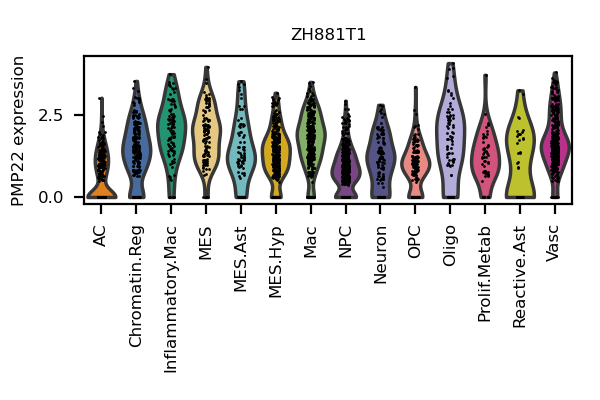 ZH881T1
PMP22 expression
2.5
0.0
AC
Chromatin.Reg
Inflammatory.Mac
MES
MES.Ast
MES.Hyp
Mac
NPC
Neuron
OPC
Oligo
Prolif.Metab
Reactive.Ast
Vasc